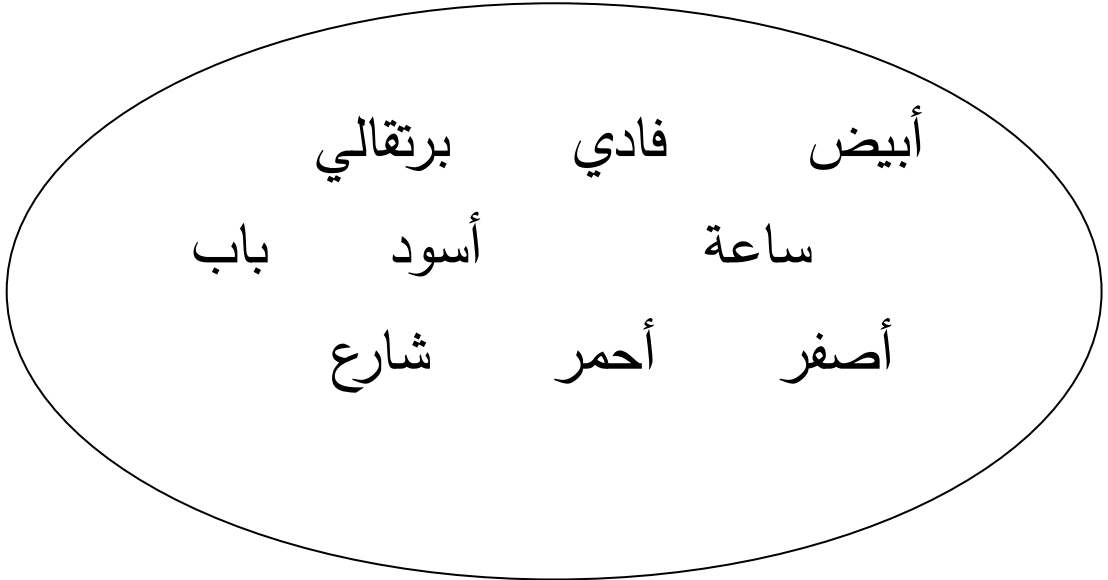 أبيض فادي برتقالي
ساعة أسود باب
أصفر أحمر شارع